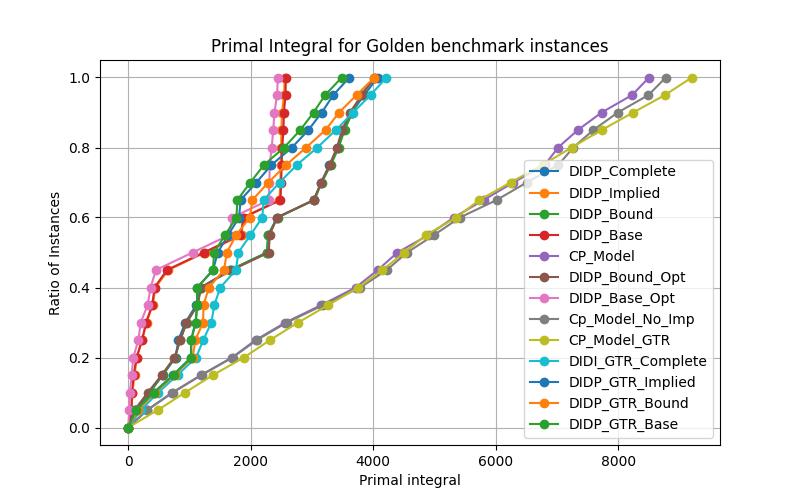 Primal Integral for Golden benchmark instances
Ratio of Instances
1.0
0.8
0.6
0.4
0.2
0.0
DIDP_Complete
DIDP_Implied
DIDP_Bound
DIDP_Base
CP_Model
DIDP_Bound_Opt
DIDP_Base_Opt
Cp_Model_No_Imp
CP_Model_GTR
DIDI_GTR_Complete
DIDP_GTR_Implied
DIDP_GTR_Bound
DIDP_GTR_Base
0 2000 4000 6000 8000
Primal integral